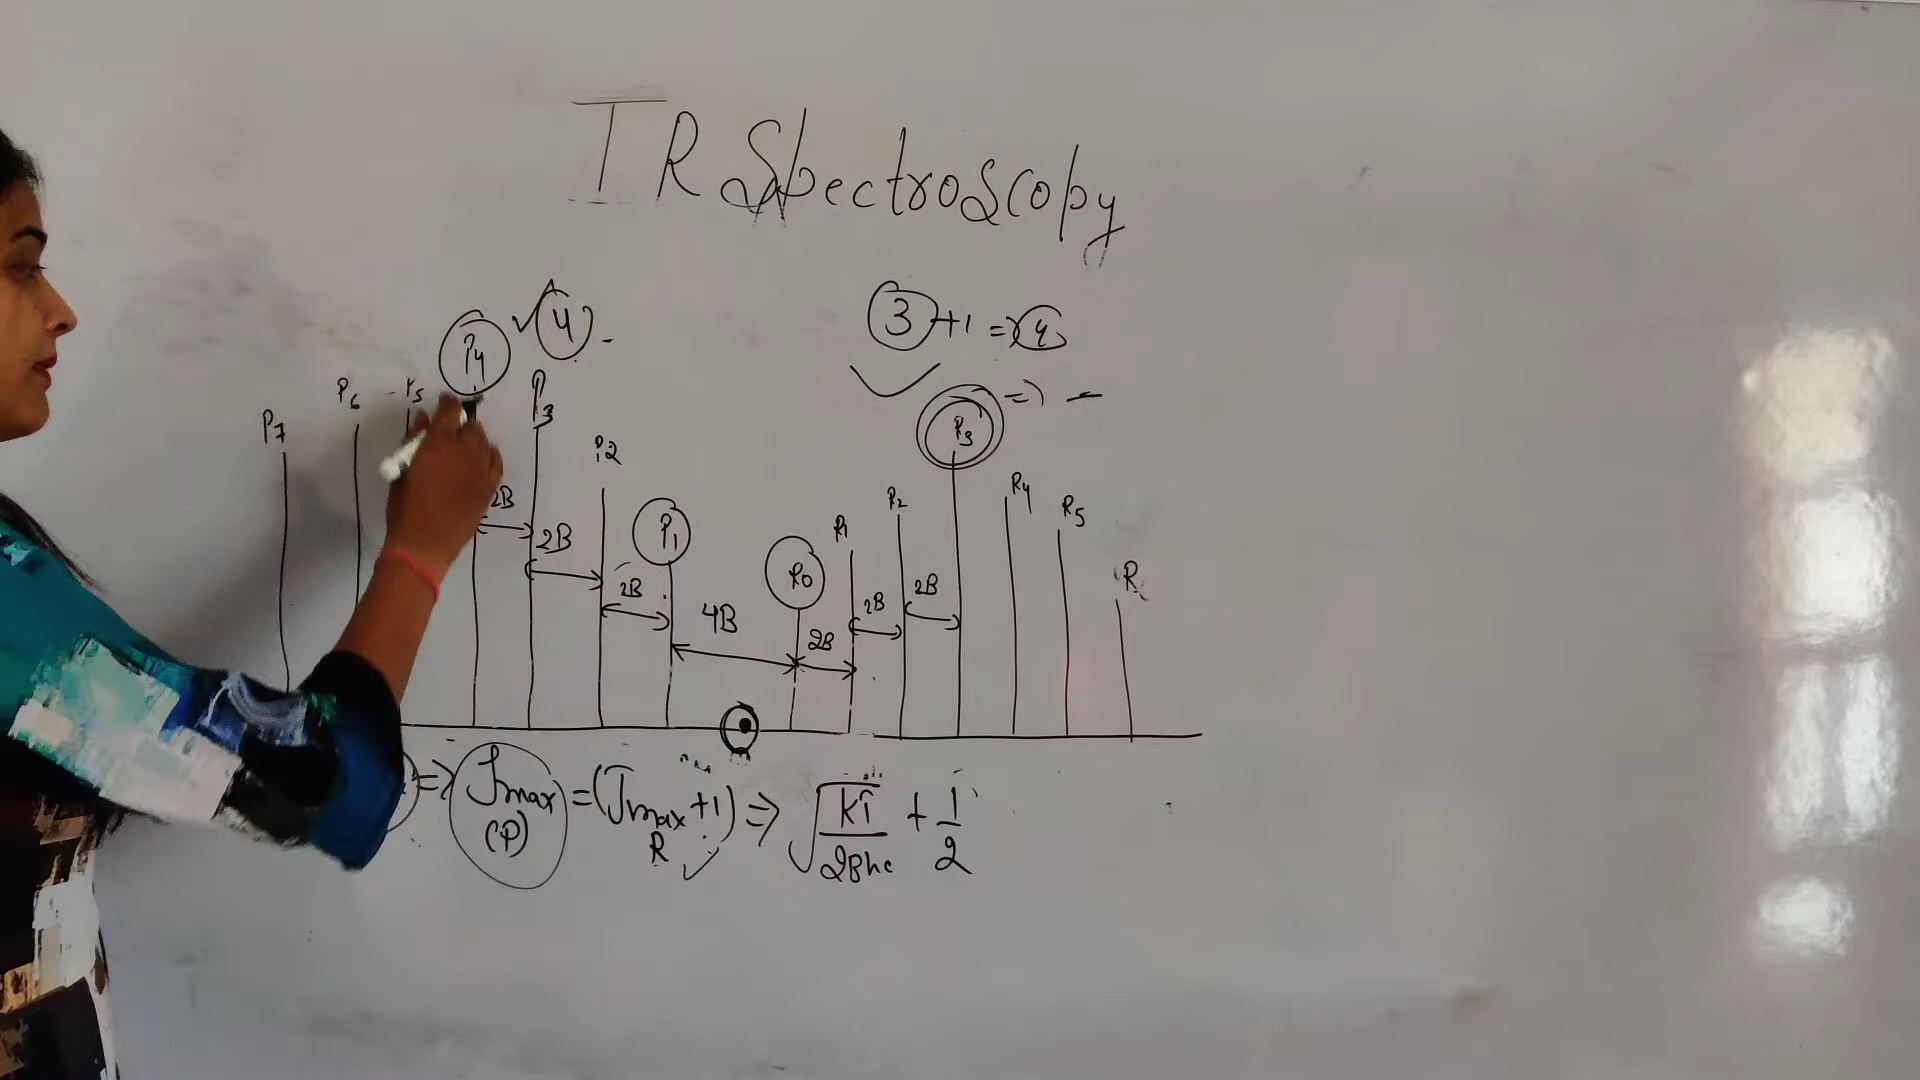 IR Spectroscopy
3 + 1 = 4
P4 ✓ 4 -
P7 P6 P5 P3 P2 P1 R0 R1 R2 R3 => - R4 R5 R
2B 2B 2B 4B 2B 2B 2B
=> Jmax (P) = (Jmax + 1) R ✓ => √kT/2Bhc + 1/2